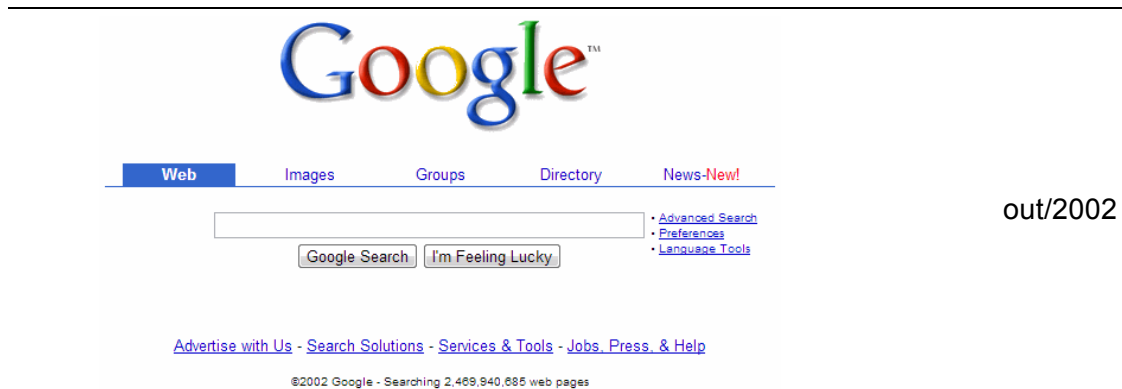 Google™
Web Images Groups Directory News-New!
• Advanced Search
• Preferences
• Language Tools
Google Search I'm Feeling Lucky
out/2002
Advertise with Us - Search Solutions - Services & Tools - Jobs, Press, & Help
©2002 Google - Searching 2,469,940,685 web pages